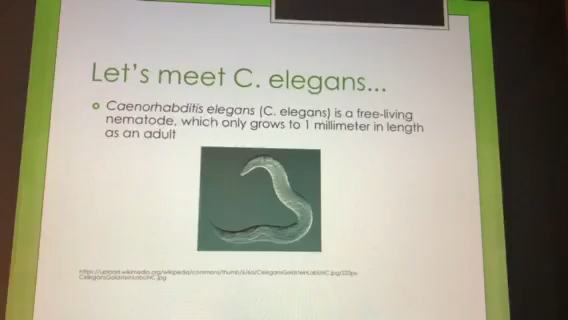 Let's meet C. elegans...
Caenorhabditis elegans (C. elegans) is a free-living
nematode, which only grows to 1 millimeter in length
as an adult